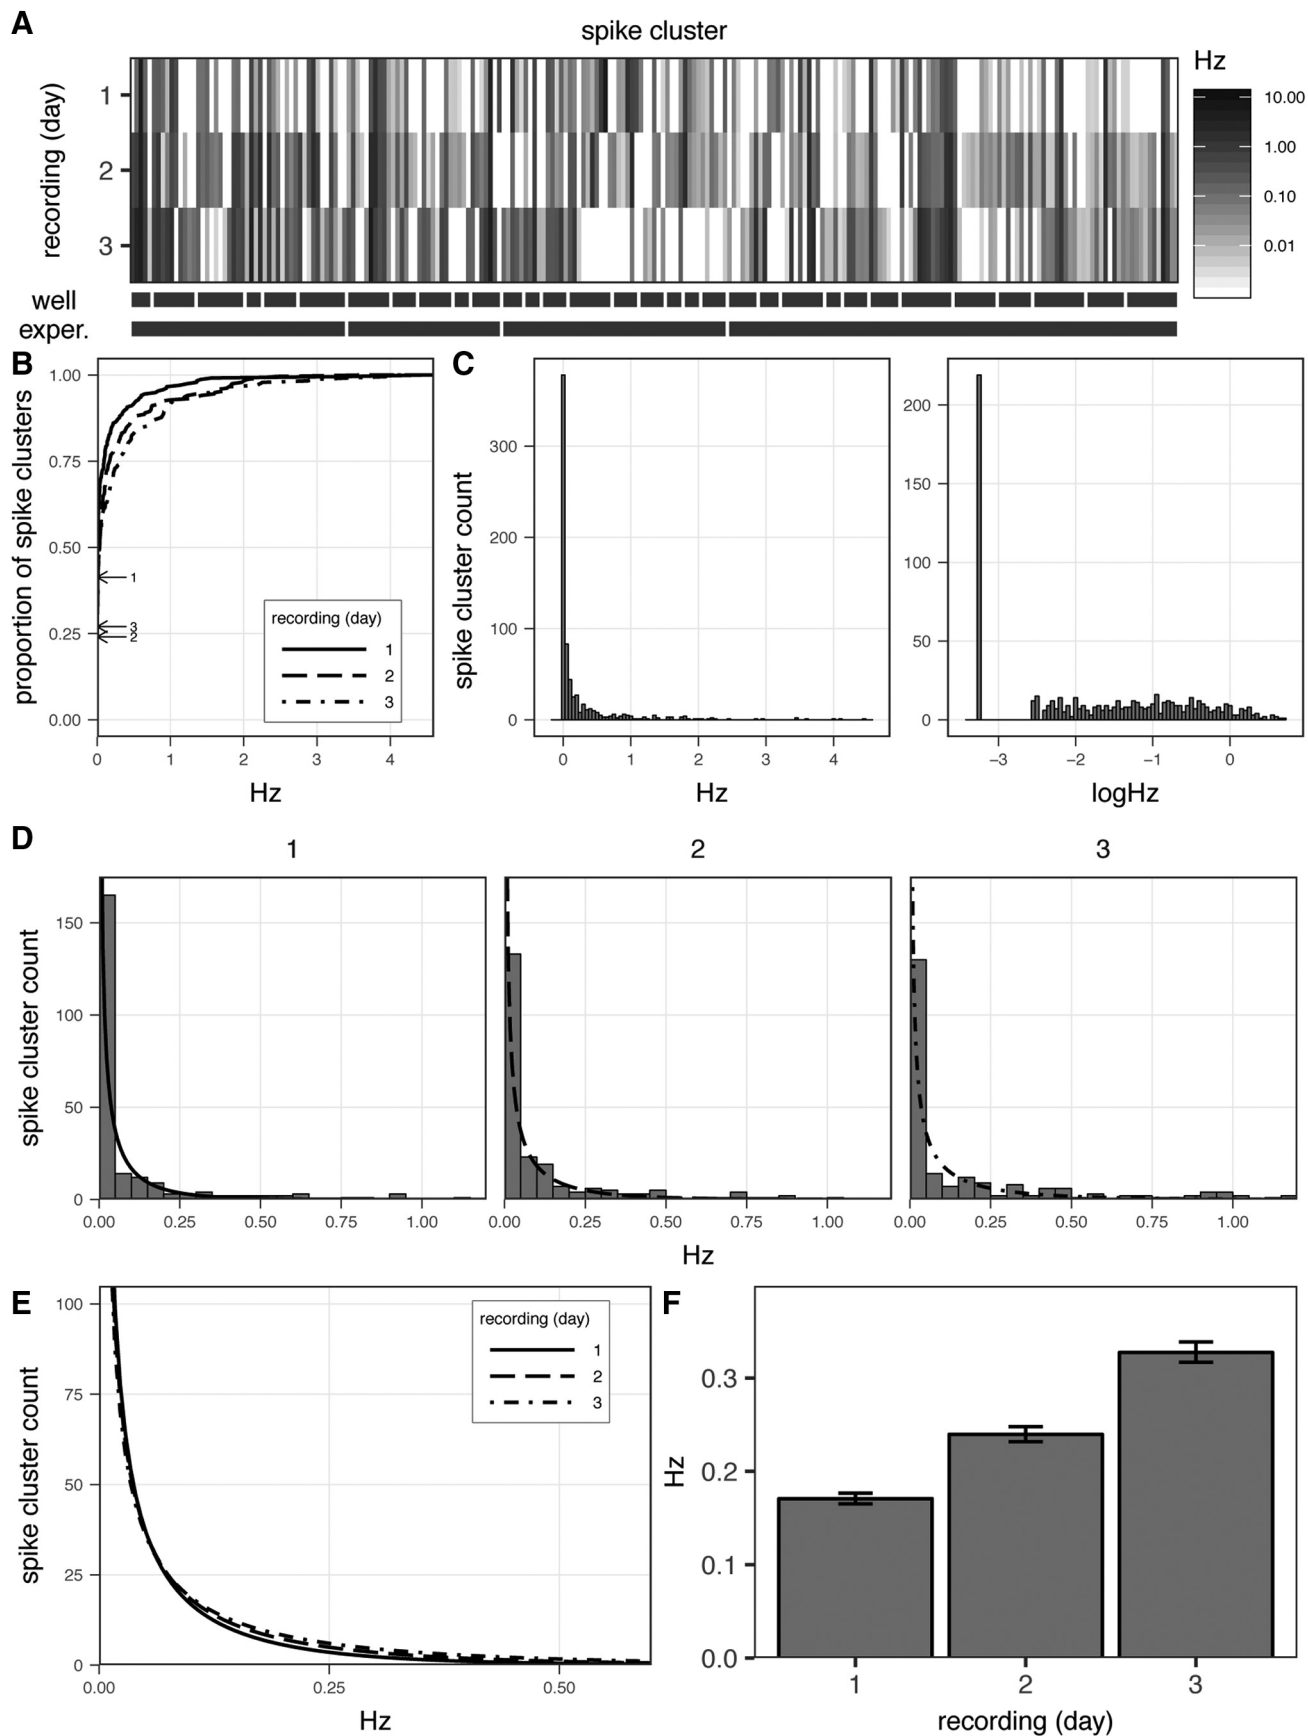 A
spike cluster
Hz
recording (day)
1
2
3
10.00
1.00
0.10
0.01
well
exper.
B
proportion of spike clusters
1.00
0.75
0.50
0.25
0.00
1
3
2
recording (day)
1
2
3
0 1 2 3 4
Hz
C
spike cluster count
300
200
100
0
0 1 2 3 4
Hz
200
150
100
50
0
−3 −2 −1 0
logHz
D
1 2 3
spike cluster count
150
100
50
0
0.00 0.25 0.50 0.75 1.00
0.00 0.25 0.50 0.75 1.00
0.00 0.25 0.50 0.75 1.00
Hz
E
spike cluster count
100
75
50
25
0
recording (day)
1
2
3
0.00 0.25 0.50
Hz
F
Hz
0.3
0.2
0.1
0.0
1 2 3
recording (day)